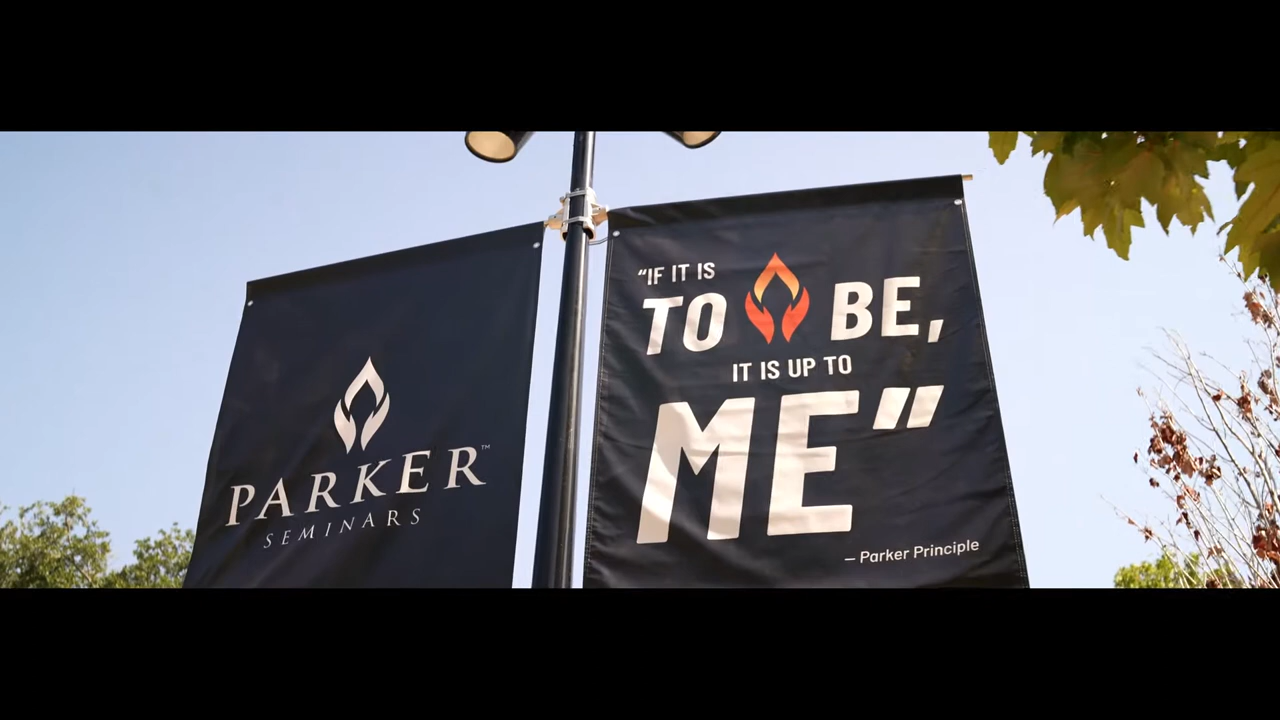 PARKER™
SEMINARS
“IF IT IS
TO BE,
IT IS UP TO
ME”
— Parker Principle